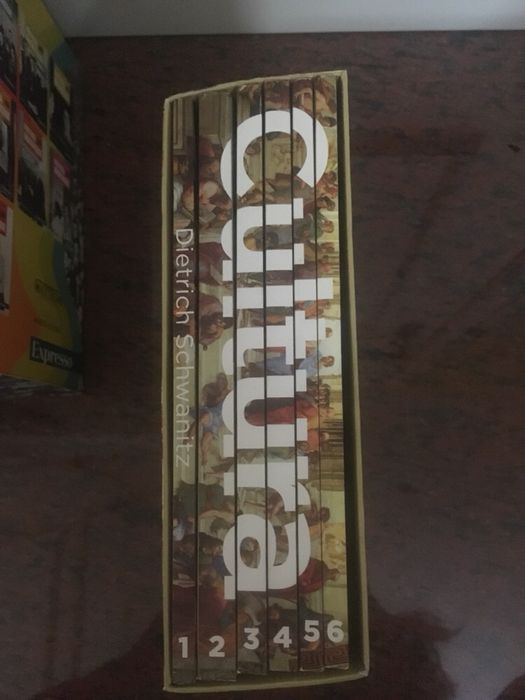 Cultura
Dietrich Schwanitz
1 2 3 4 5 6
Expresso